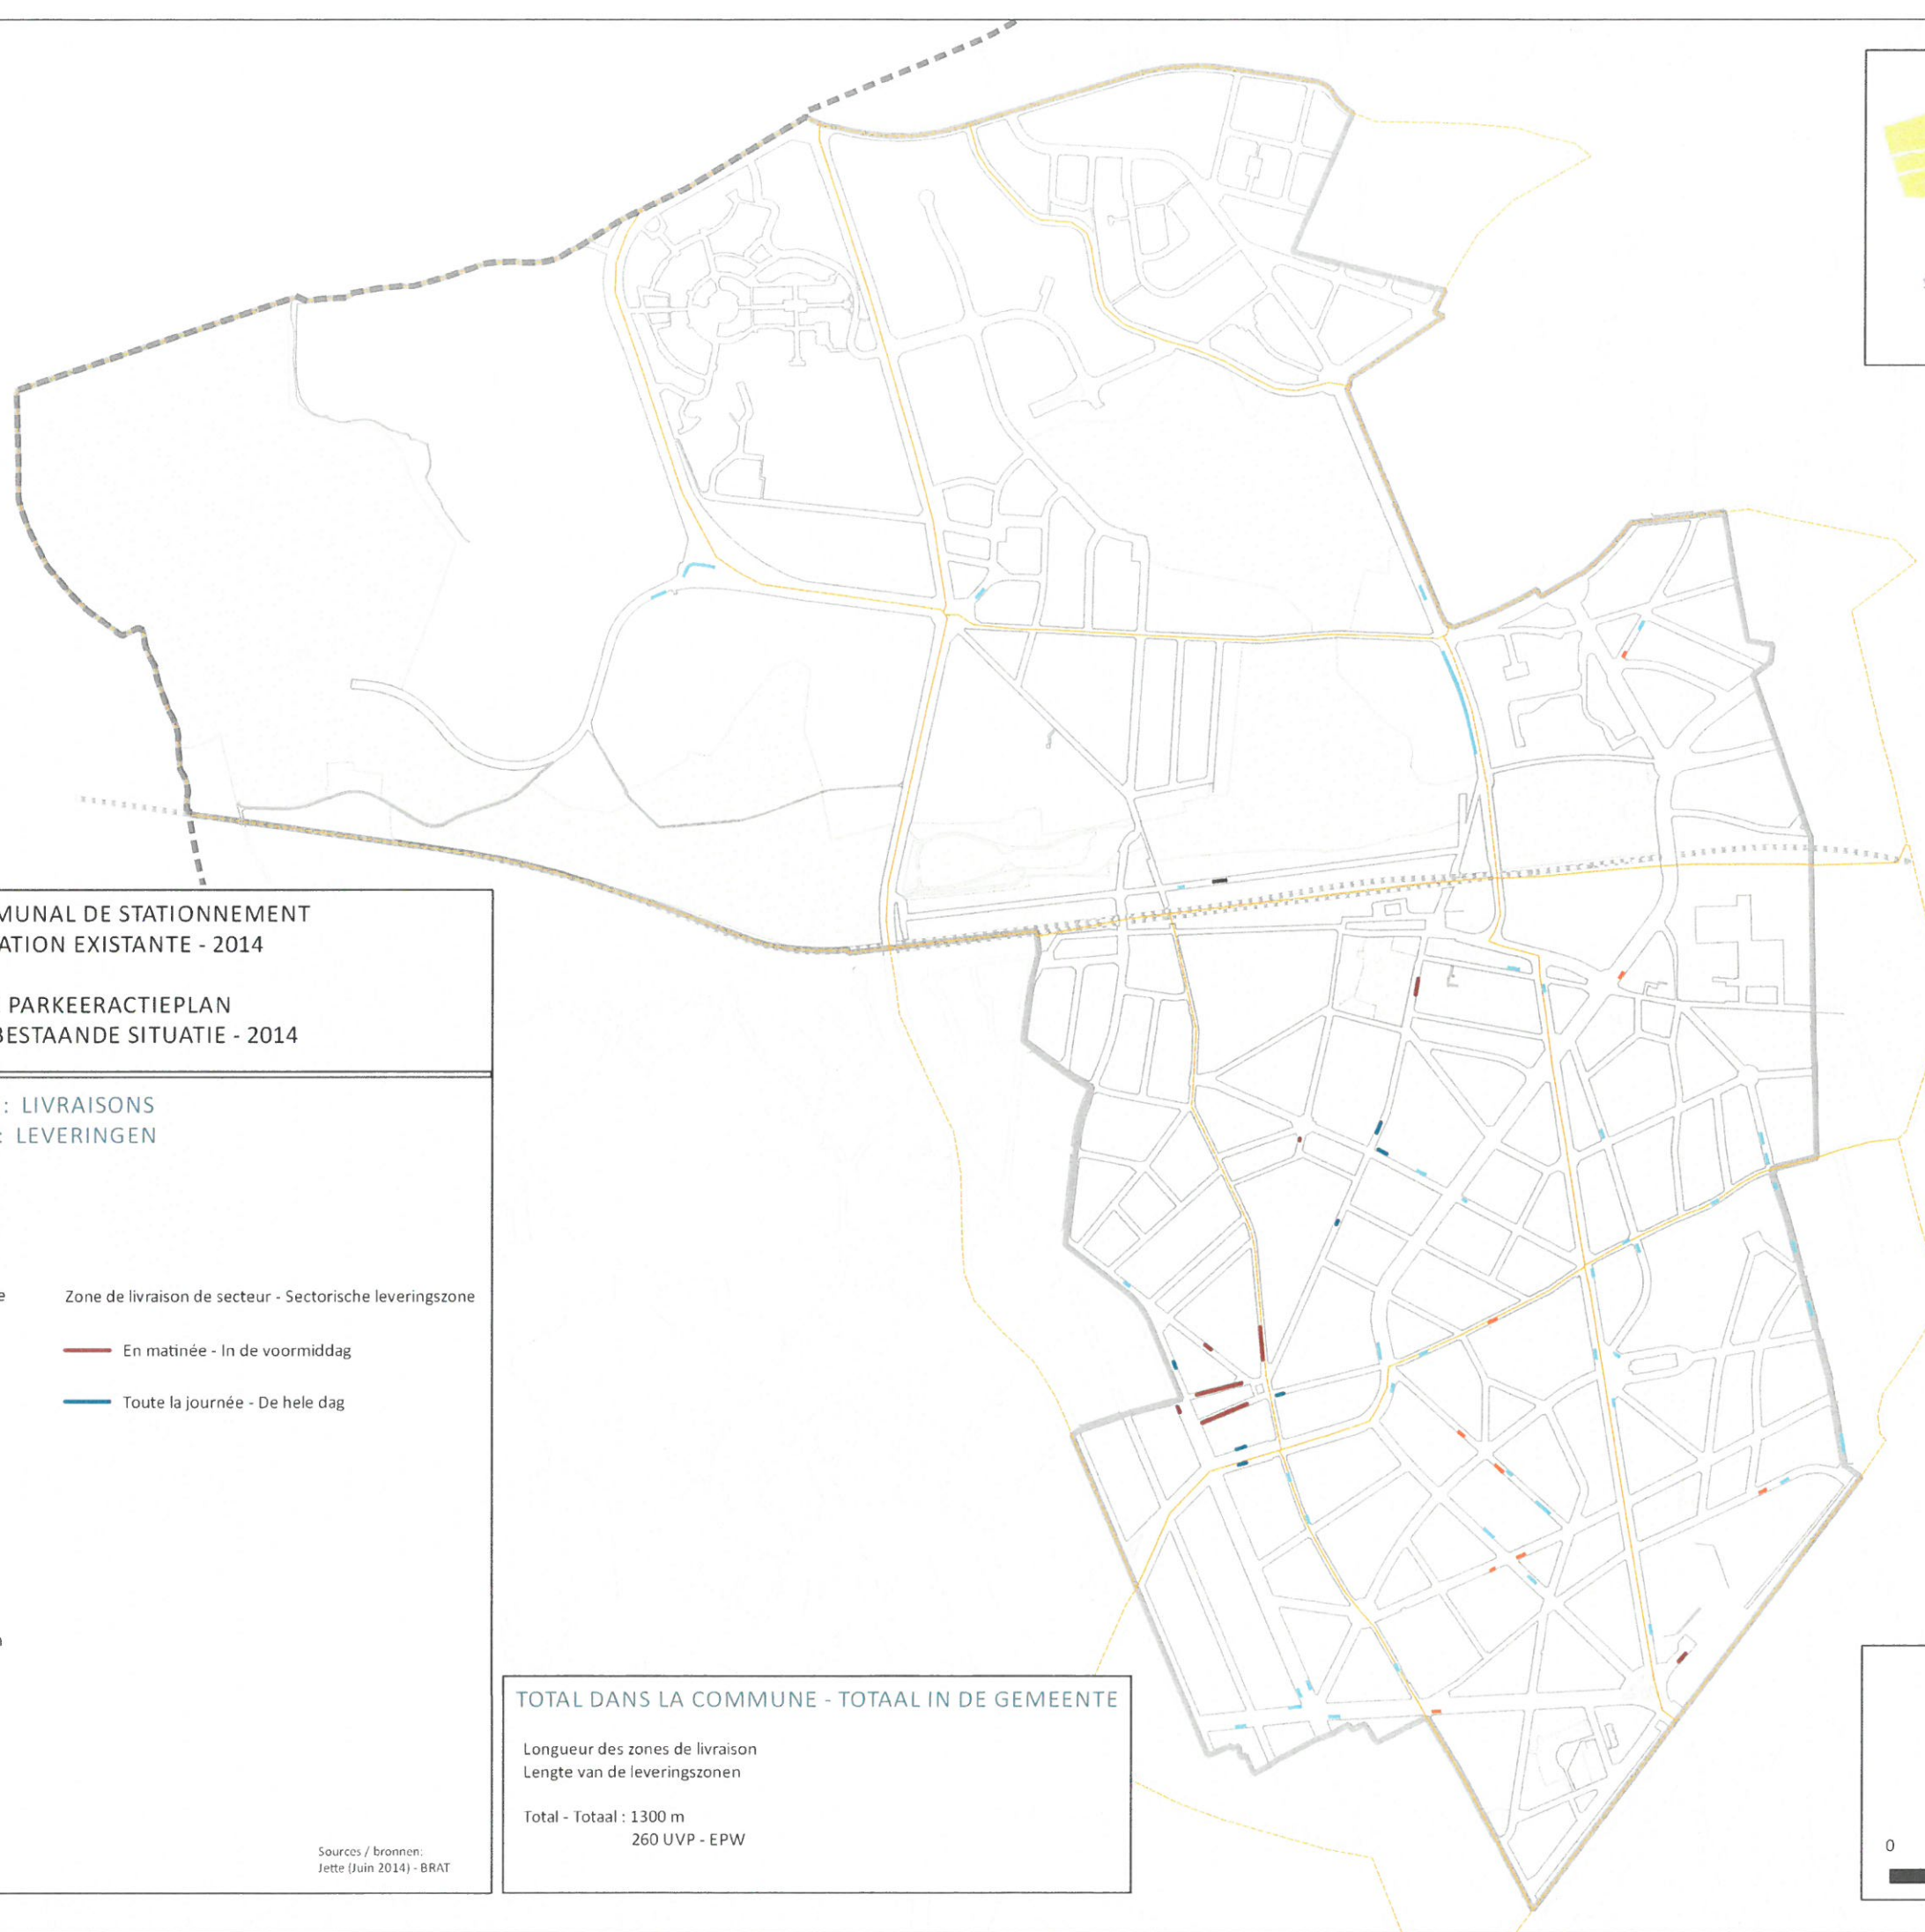 MUNAL DE STATIONNEMENT
ATION EXISTANTE - 2014
PARKEERACTIEPLAN
BESTAANDE SITUATIE - 2014
: LIVRAISONS
: LEVERINGEN
e
Zone de livraison de secteur - Sectorische leveringszone
En matinée - In de voormiddag
Toute la journée - De hele dag
Sources / bronnen:
Jette (Juin 2014) - BRAT
TOTAL DANS LA COMMUNE - TOTAAL IN DE GEMEENTE
Longueur des zones de livraison
Lengte van de leveringszonen
Total - Totaal : 1300 m
260 UVP - EPW
0